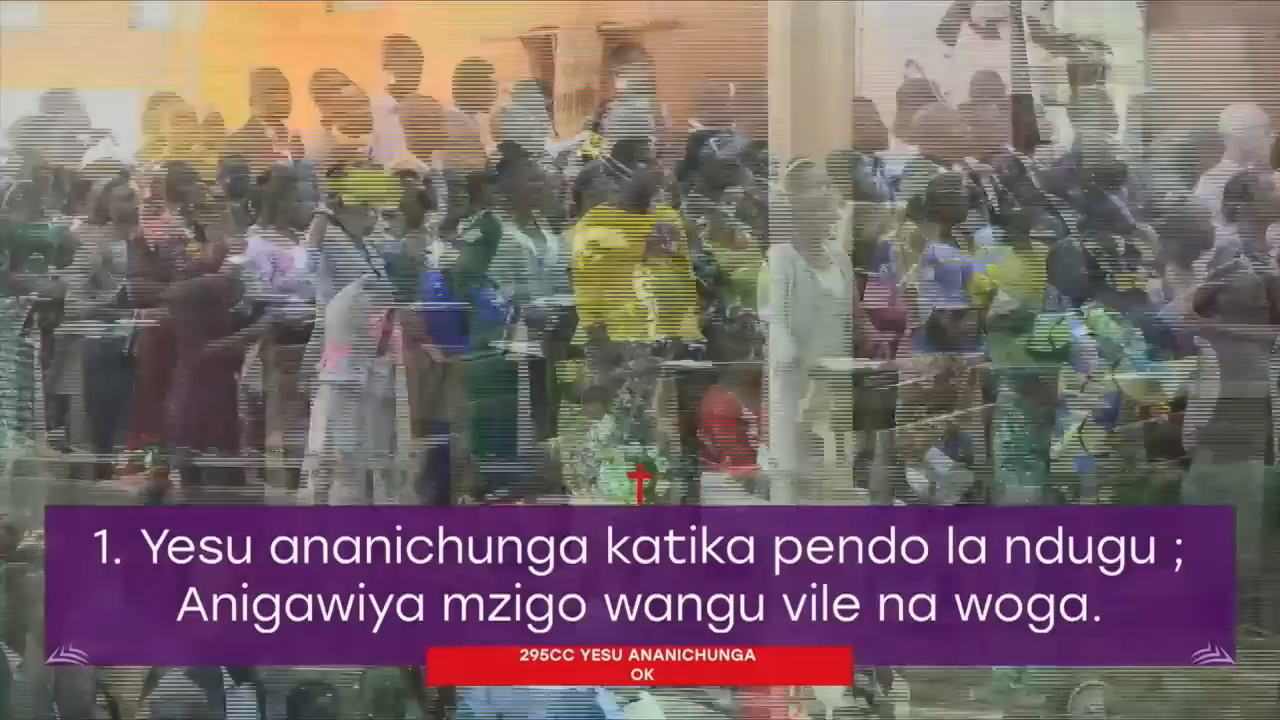 1. Yesu ananichunga katika pendo la ndugu ;
Anigawiya mzigo wangu vile na woga.
295CC YESU ANANICHUNGA
OK